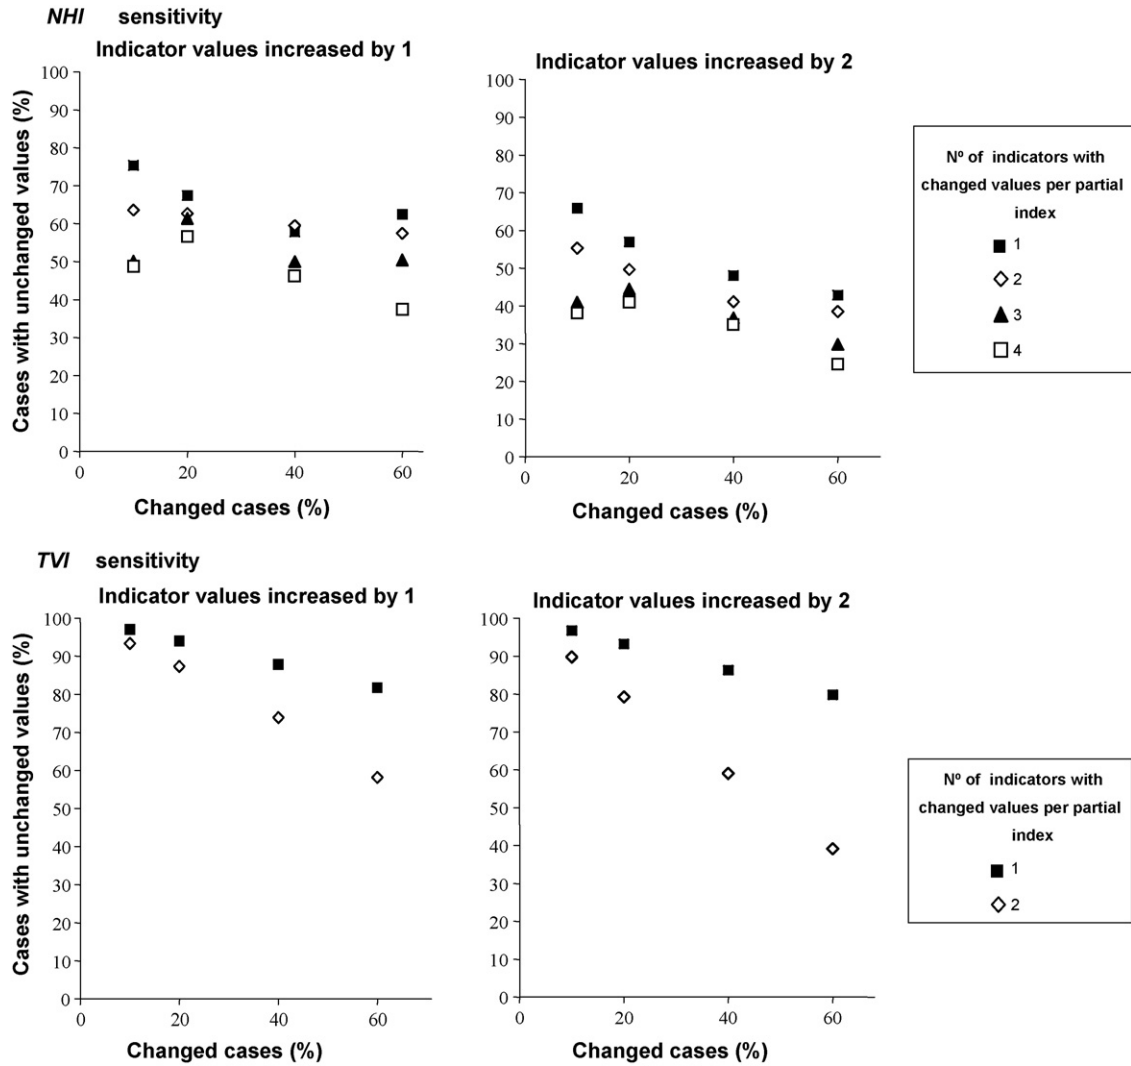 NHI sensitivity
Indicator values increased by 1
Cases with unchanged values (%)
100
90
80
70
60
50
40
30
20
10
0
0 20 40 60
Changed cases (%)
Indicator values increased by 2
100
90
80
70
60
50
40
30
20
10
0
0 20 40 60
Changed cases (%)
Nº of indicators with
changed values per partial
index
1
2
3
4
TVI sensitivity
Indicator values increased by 1
Cases with unchanged values (%)
100
90
80
70
60
50
40
30
20
10
0
0 20 40 60
Changed cases (%)
Indicator values increased by 2
100
90
80
70
60
50
40
30
20
10
0
0 20 40 60
Changed cases (%)
Nº of indicators with
changed values per partial
index
1
2